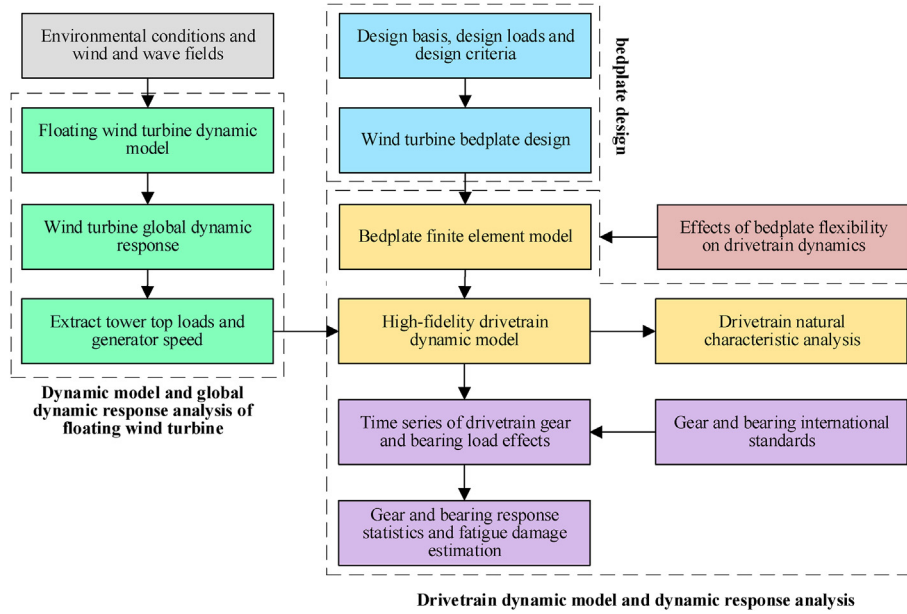 Environmental conditions and
wind and wave fields
Floating wind turbine dynamic
model
Wind turbine global dynamic
response
Extract tower top loads and
generator speed
Dynamic model and global
dynamic response analysis of
floating wind turbine
Design basis, design loads and
design criteria
Wind turbine bedplate design
bedplate design
Bedplate finite element model
Effects of bedplate flexibility
on drivetrain dynamics
High-fidelity drivetrain
dynamic model
Drivetrain natural
characteristic analysis
Time series of drivetrain gear
and bearing load effects
Gear and bearing international
standards
Gear and bearing response
statistics and fatigue damage
estimation
Drivetrain dynamic model and dynamic response analysis